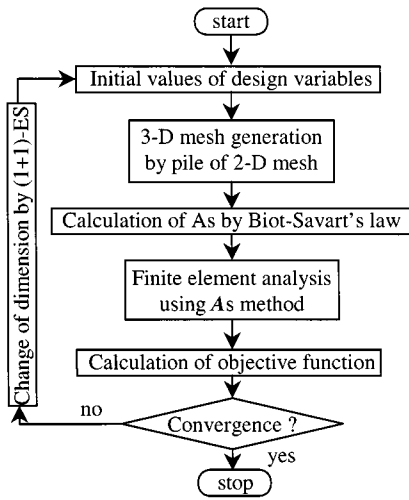 start
Initial values of design variables
3-D mesh generation
by pile of 2-D mesh
Calculation of As by Biot-Savart's law
Finite element analysis
using As method
Calculation of objective function
Convergence ?
no
yes
stop
Change of dimension by (1+1)-ES